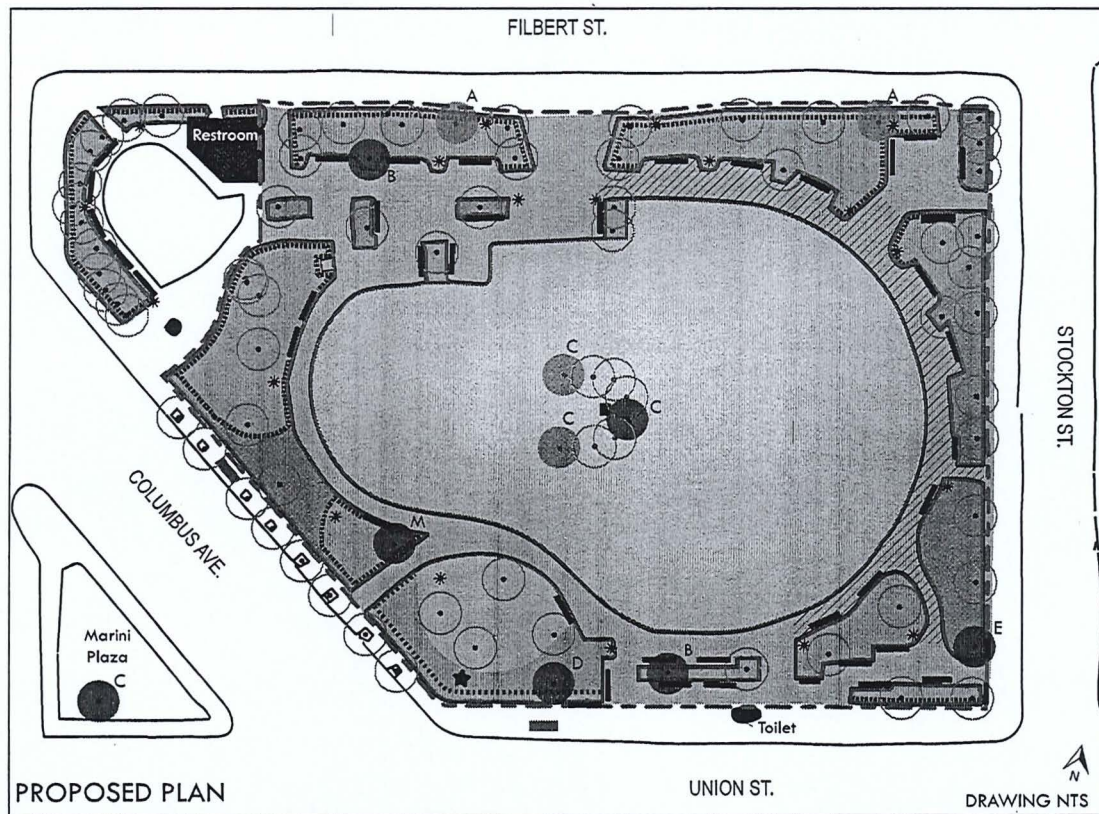 FILBERT ST.
A
A
Restroom
B
C
C
C
STOCKTON ST.
COLUMBUS AVE.
M
Marini
Plaza
C
D
B
E
Toilet
UNION ST.
N
PROPOSED PLAN
DRAWING NTS